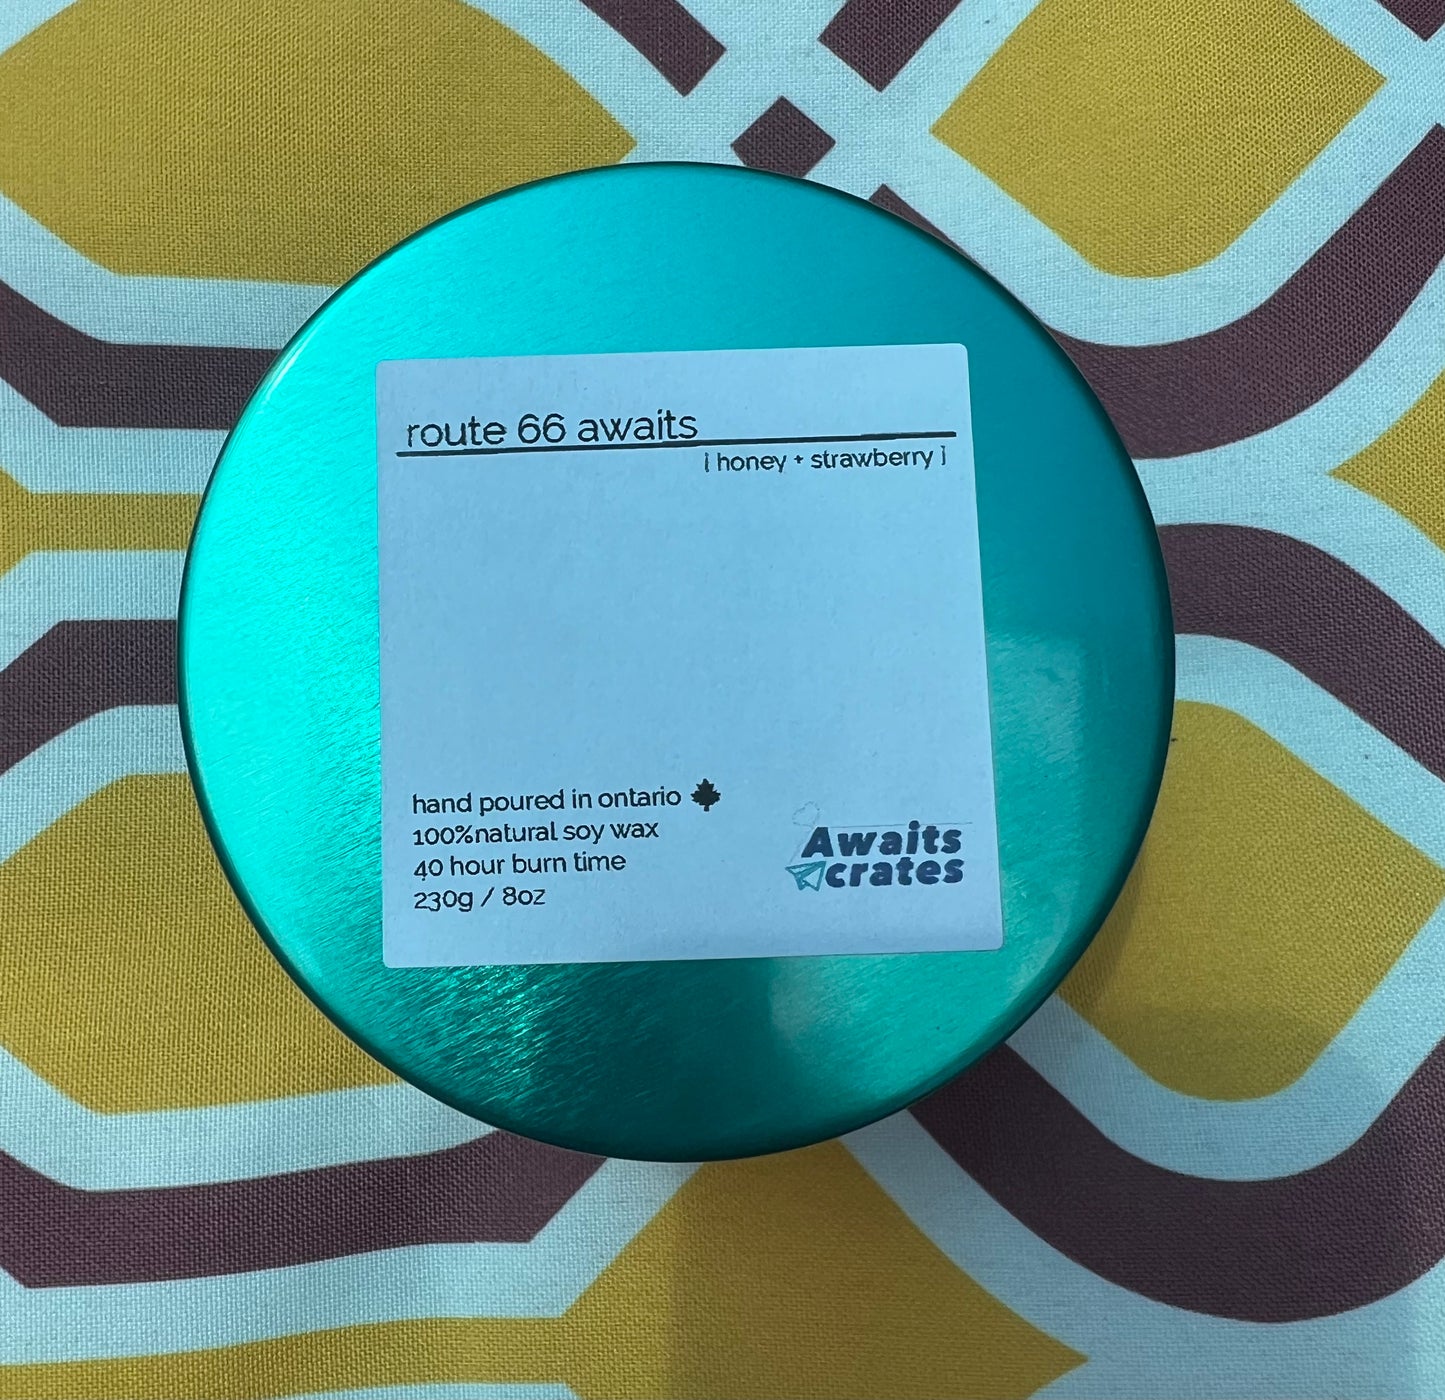 route 66 awaits
[ honey + strawberry ]
hand poured in ontario
100%natural soy wax
40 hour burn time
230g / 8oz
Awaits
crates